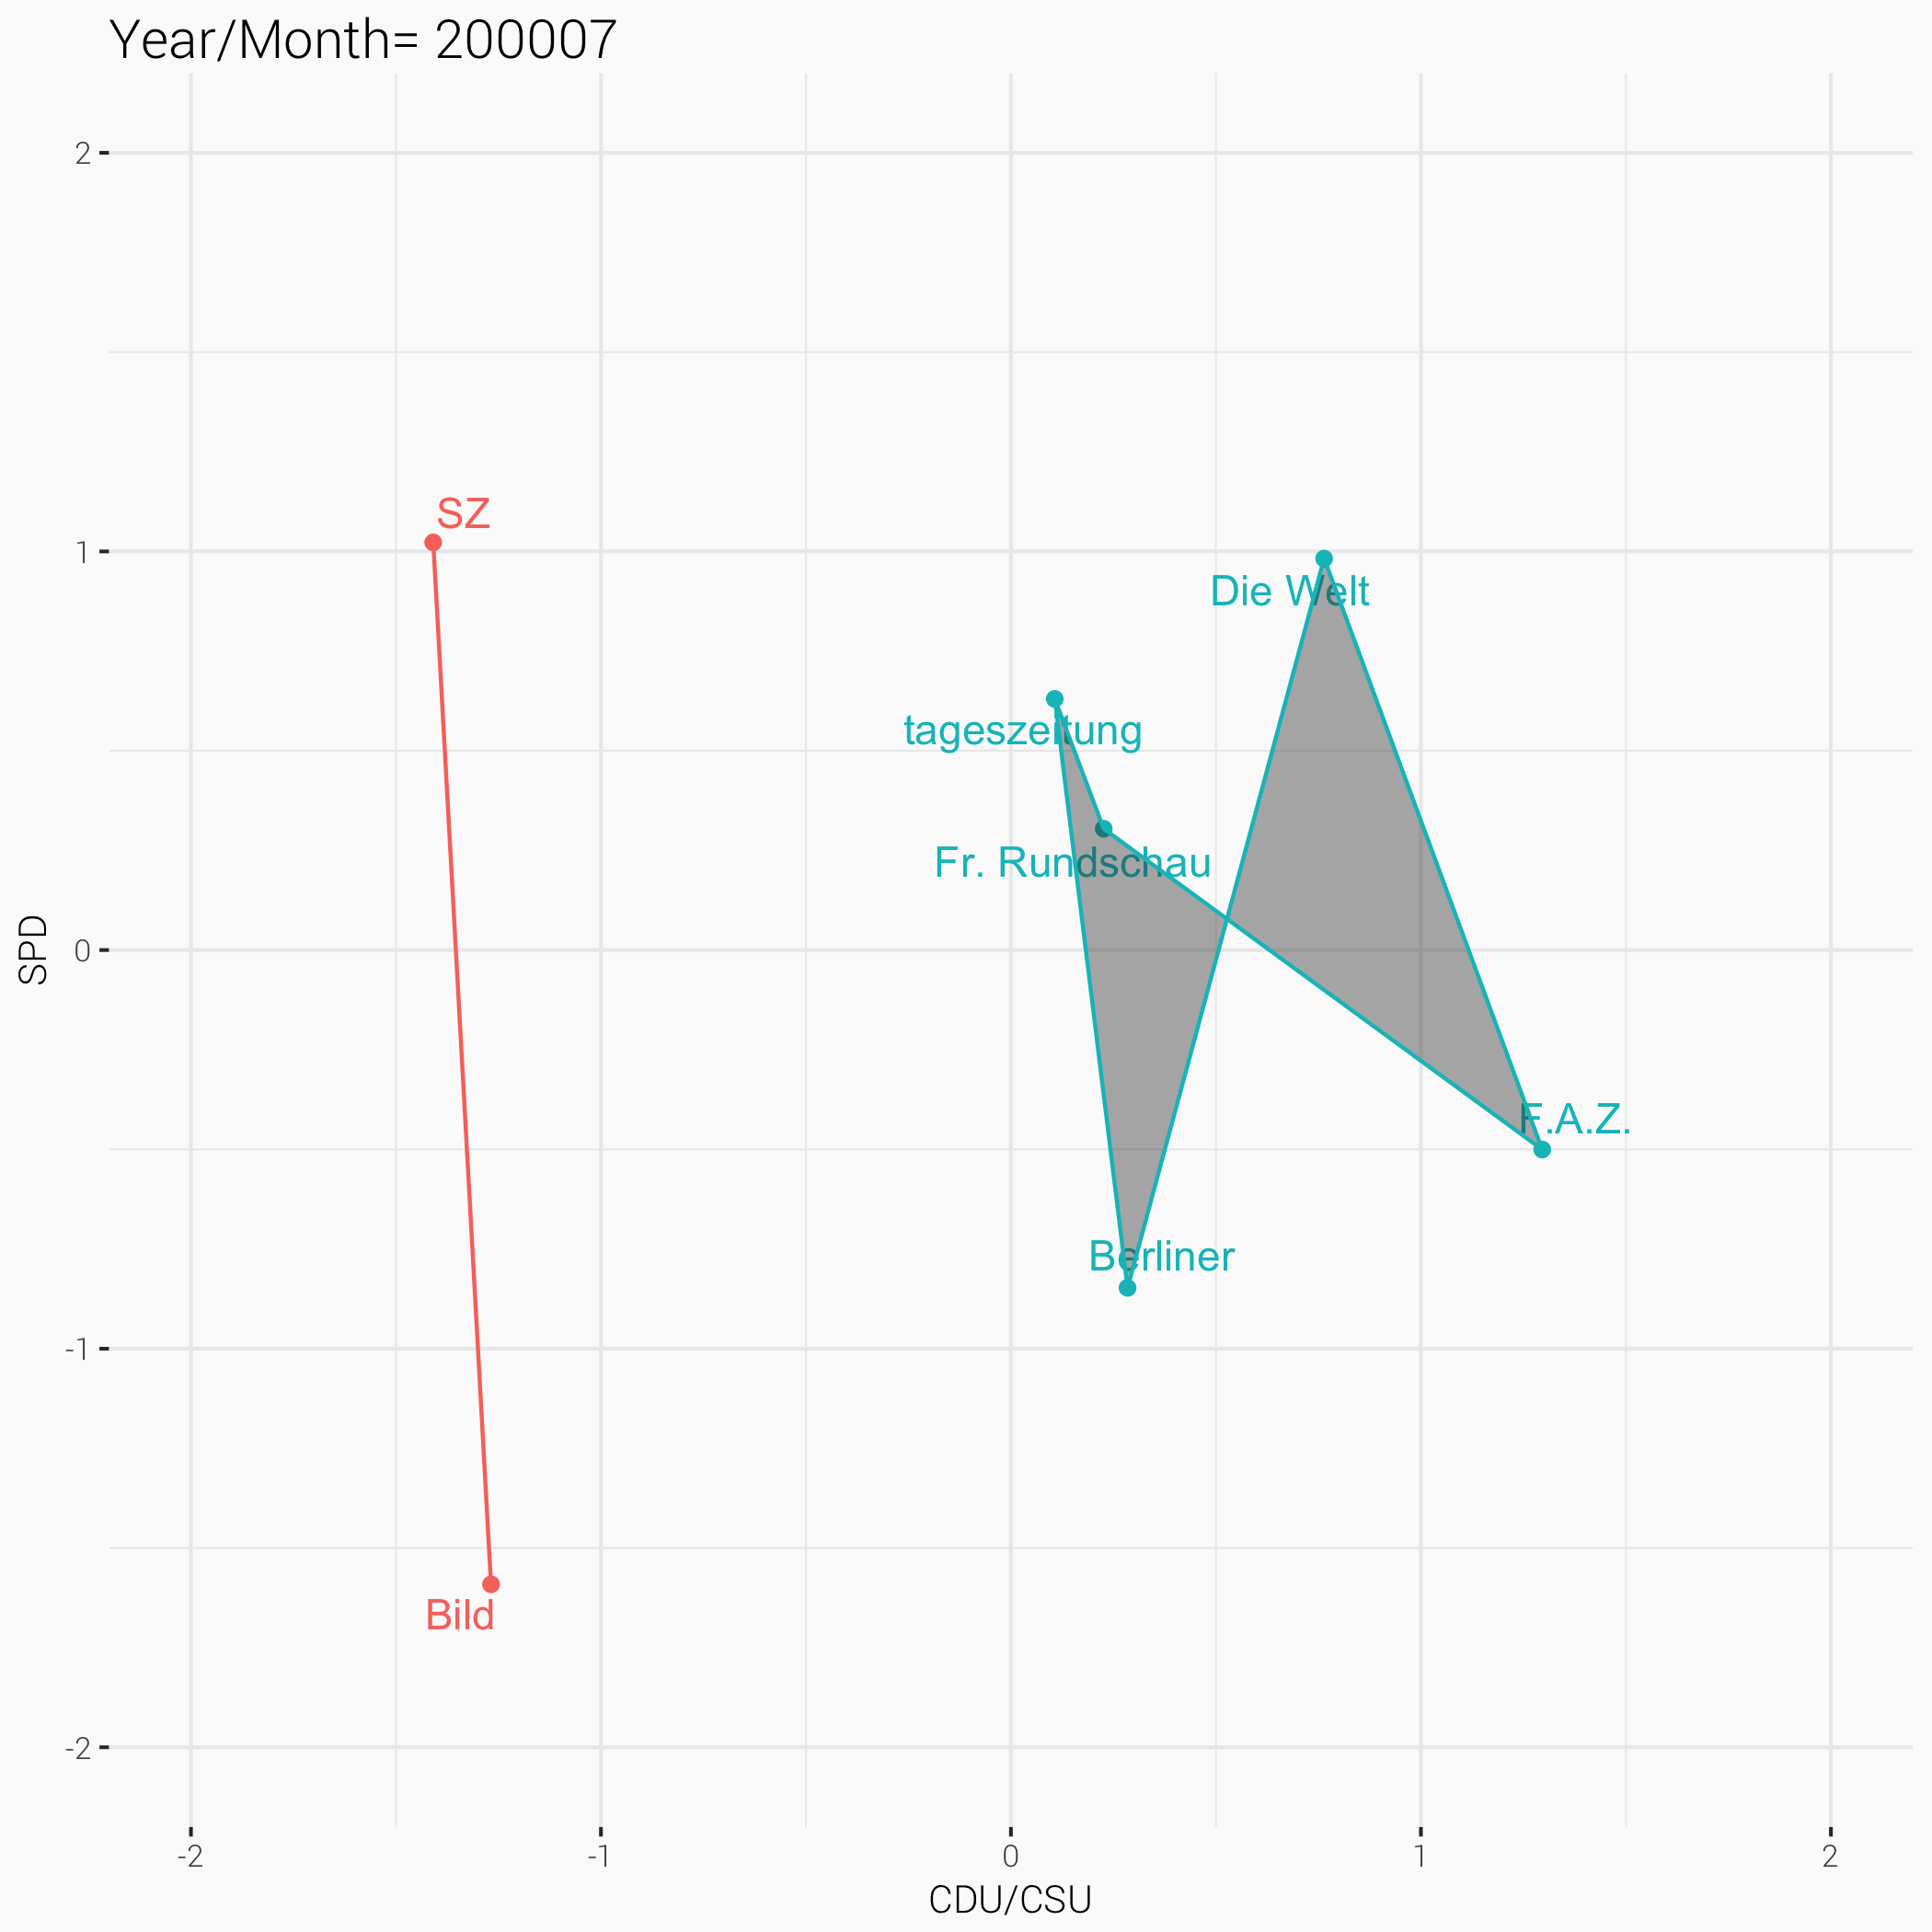 Year/Month= 200007
2
1
0
-1
-2
SPD
SZ
Die Welt
tageszeitung
Fr. Rundschau
F.A.Z.
Berliner
Bild
-2
-1
0
1
2
CDU/CSU